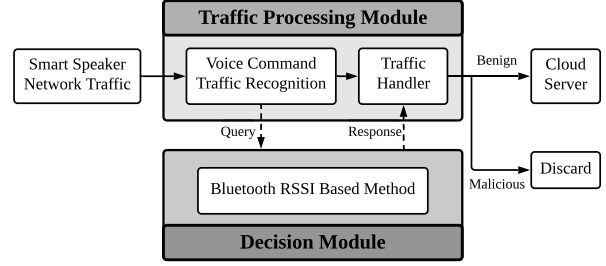 Traffic Processing Module
Smart Speaker
Network Traffic
Voice Command
Traffic Recognition
Traffic
Handler
Benign
Cloud
Server
Query
Response
Bluetooth RSSI Based Method
Discard
Malicious
Decision Module